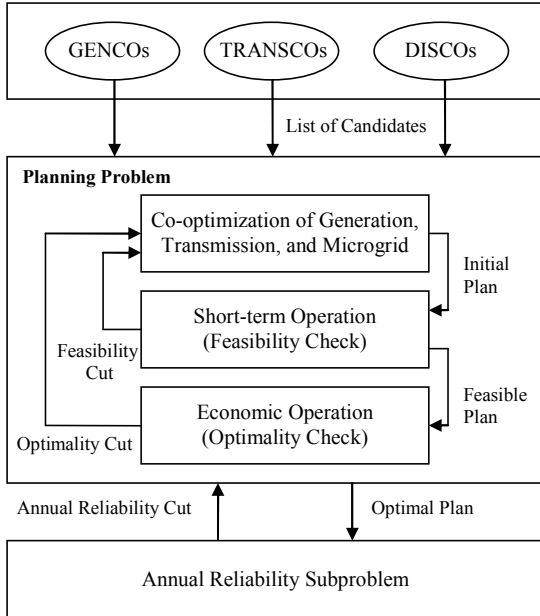 GENCOs
TRANSCOs
DISCOs
List of Candidates
Planning Problem
Co-optimization of Generation,
Transmission, and Microgrid
Initial
Plan
Short-term Operation
(Feasibility Check)
Feasibility
Cut
Feasible
Plan
Economic Operation
(Optimality Check)
Optimality Cut
Annual Reliability Cut
Optimal Plan
Annual Reliability Subproblem